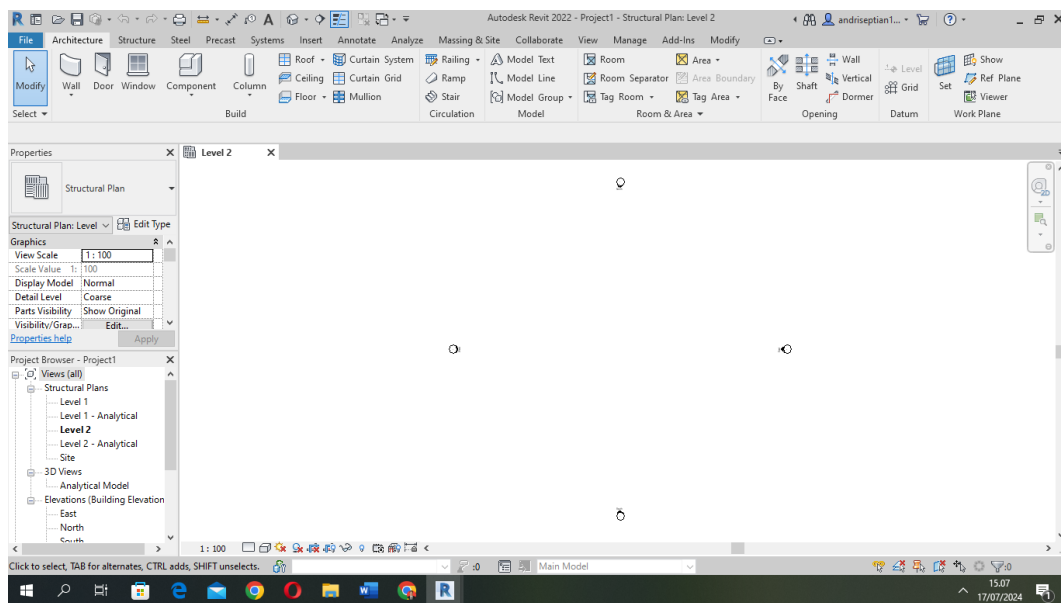 Autodesk Revit 2022 - Project1 - Structural Plan: Level 2
andriseptian1...
File Architecture Structure Steel Precast Systems Insert Annotate Analyze Massing & Site Collaborate View Manage Add-Ins Modify
Modify
Wall
Door
Window
Component
Column
Roof
Ceiling
Floor
Curtain System
Curtain Grid
Mullion
Railing
Ramp
Stair
Model Text
Model Line
Model Group
Room
Room Separator
Tag Room
Area
Area Boundary
Tag Area
By
Face
Shaft
Wall
Vertical
Dormer
Level
Grid
Set
Show
Ref Plane
Viewer
Select
Build
Circulation
Model
Room & Area
Opening
Datum
Work Plane
Properties
Level 2
Structural Plan
Structural Plan: Level
Edit Type
Graphics
View Scale 1 : 100
Scale Value 1: 100
Display Model Normal
Detail Level Coarse
Parts Visibility Show Original
Visibility/Grap... Edit...
Properties help
Apply
Project Browser - Project1
Views (all)
Structural Plans
Level 1
Level 1 - Analytical
Level 2
Level 2 - Analytical
Site
3D Views
Analytical Model
Elevations (Building Elevation
East
North
South
2D
1 : 100
Click to select, TAB for alternates, CTRL adds, SHIFT unselects.
:0
Main Model
:0
15.07
17/07/2024